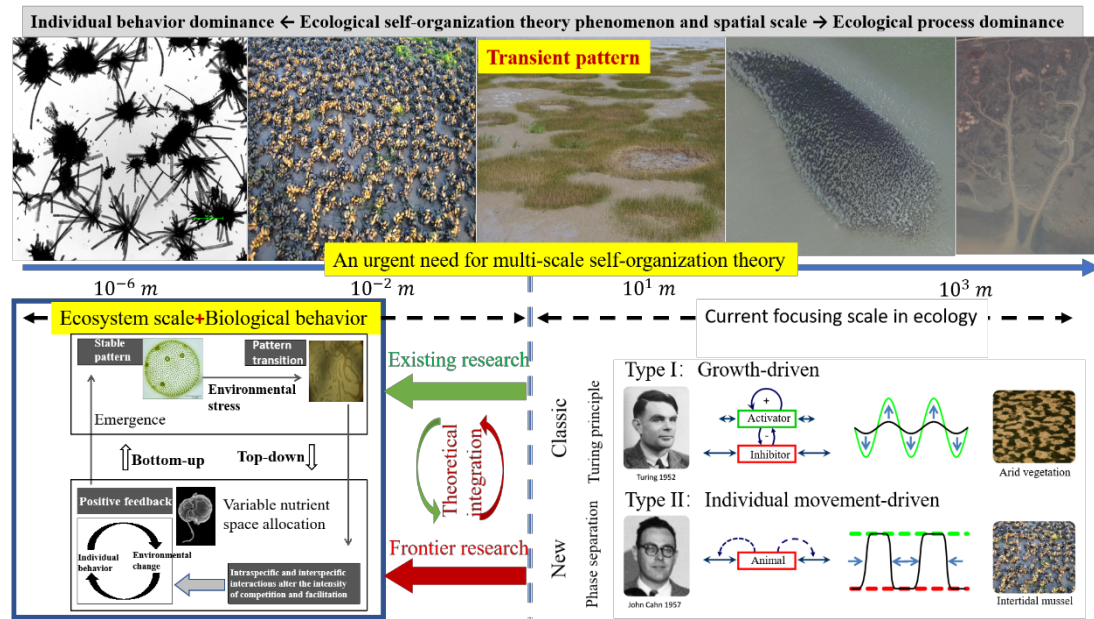 Individual behavior dominance ← Ecological self-organization theory phenomenon and spatial scale → Ecological process dominance
Transient pattern
An urgent need for multi-scale self-organization theory
10⁻⁶ m
10⁻² m
10¹ m
10³ m
Ecosystem scale+Biological behavior
Current focusing scale in ecology
Stable
pattern
Pattern
transition
Environmental
stress
Emergence
Bottom-up
Top-down
Positive feedback
Variable nutrient
space allocation
Individual
behavior
Environmental
change
Intraspecific and interspecific
interactions alter the intensity
of competition and facilitation
Existing research
Theoretical
integration
Frontier research
Classic
Turing principle
New
Phase separation
Type I: Growth-driven
Turing 1952
+
Activator
-
Inhibitor
Arid vegetation
Type II: Individual movement-driven
John Cahn 1957
Animal
Intertidal mussel